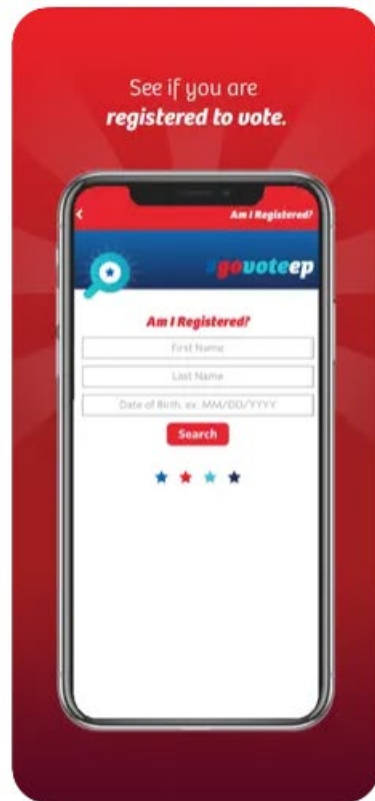 See if you are
registered to vote.
Am I Registered?
#govoteep
Am I Registered?
First Name
Last Name
Date of Birth, ex: MM/DD/YYYY
Search